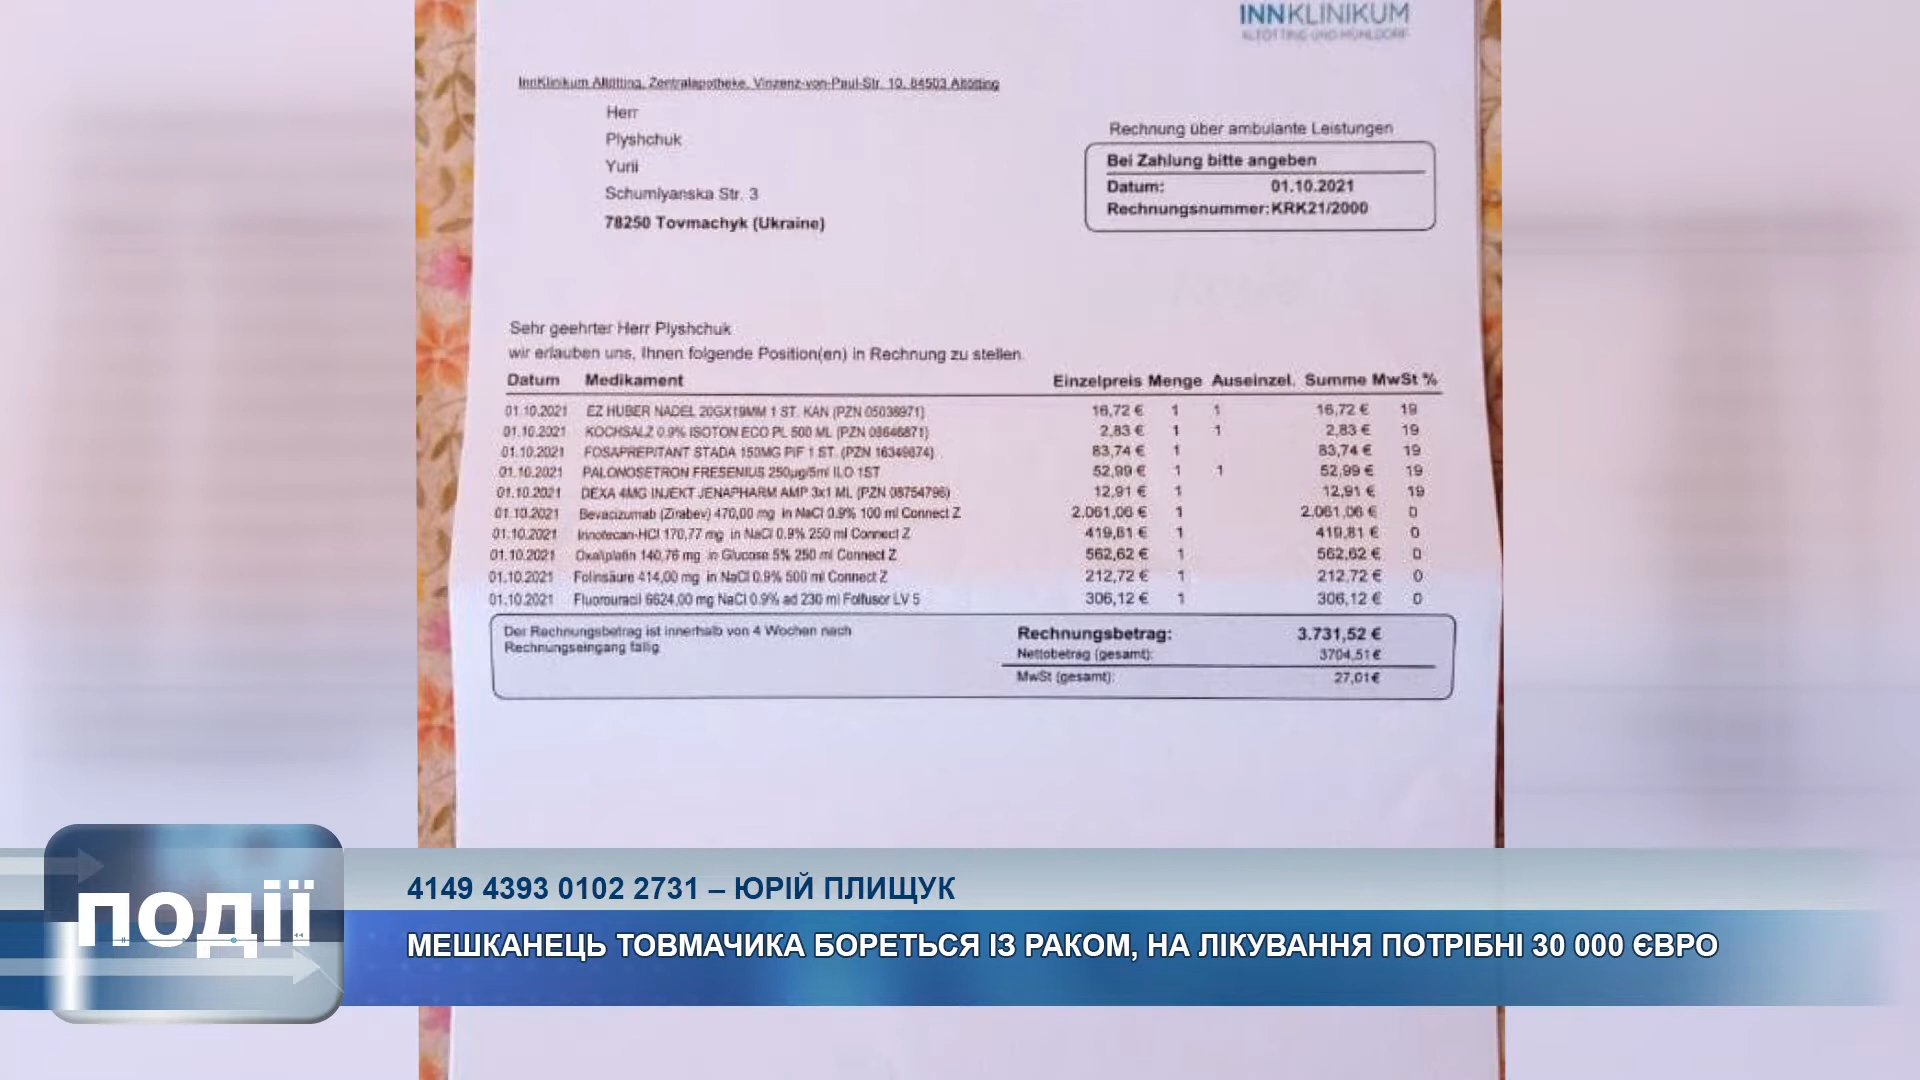 INNKLINIKUM
ALTÖTTING UND MÜHLDORF
InnKlinikum Altötting, Zentralapotheke, Vinzenz-von-Paul-Str. 10, 84503 Altötting
Herr
Plyshchuk
Yurii
Schumlyanska Str. 3
78250 Tovmachyk (Ukraine)
Rechnung über ambulante Leistungen
Bei Zahlung bitte angeben
Datum: 01.10.2021
Rechnungsnummer: KRK21/2000
Sehr geehrter Herr Plyshchuk
wir erlauben uns, Ihnen folgende Position(en) in Rechnung zu stellen.
Datum Medikament Einzelpreis Menge Auseinzel. Summe MwSt %
01.10.2021 EZ HUBER NADEL 20GX19MM 1 ST. KAN (PZN 05036971) 16,72 € 1 1 16,72 € 19
01.10.2021 KOCHSALZ 0.9% ISOTON ECO PL 500 ML (PZN 08646871) 2,83 € 1 1 2,83 € 19
01.10.2021 FOSAPREPITANT STADA 150MG PIF 1 ST. (PZN 16349874) 83,74 € 1 83,74 € 19
01.10.2021 PALONOSETRON FRESENIUS 250µg/5ml ILO 1ST 52,99 € 1 1 52,99 € 19
01.10.2021 DEXA 4MG INJEKT JENAPHARM AMP 3x1 ML (PZN 08754796) 12,91 € 1 12,91 € 19
01.10.2021 Bevacizumab (Zirabev) 470,00 mg in NaCl 0.9% 100 ml Connect Z 2.061,06 € 1 2.061,06 € 0
01.10.2021 Irinotecan-HCl 170,77 mg in NaCl 0.9% 250 ml Connect Z 419,81 € 1 419,81 € 0
01.10.2021 Oxaliplatin 140,76 mg in Glucose 5% 250 ml Connect Z 562,62 € 1 562,62 € 0
01.10.2021 Folinsäure 414,00 mg in NaCl 0.9% 500 ml Connect Z 212,72 € 1 212,72 € 0
01.10.2021 Fluorouracil 6624,00 mg NaCl 0.9% ad 230 ml Folfusor LV 5 306,12 € 1 306,12 € 0
Der Rechnungsbetrag ist innerhalb von 4 Wochen nach
Rechnungseingang fällig
Rechnungsbetrag: 3.731,52 €
Nettobetrag (gesamt): 3704,51 €
MwSt (gesamt): 27,01 €
ПОДІЇ
4149 4393 0102 2731 – ЮРІЙ ПЛИЩУК
МЕШКАНЕЦЬ ТОВМАЧИКА БОРЕТЬСЯ ІЗ РАКОМ, НА ЛІКУВАННЯ ПОТРІБНІ 30 000 ЄВРО